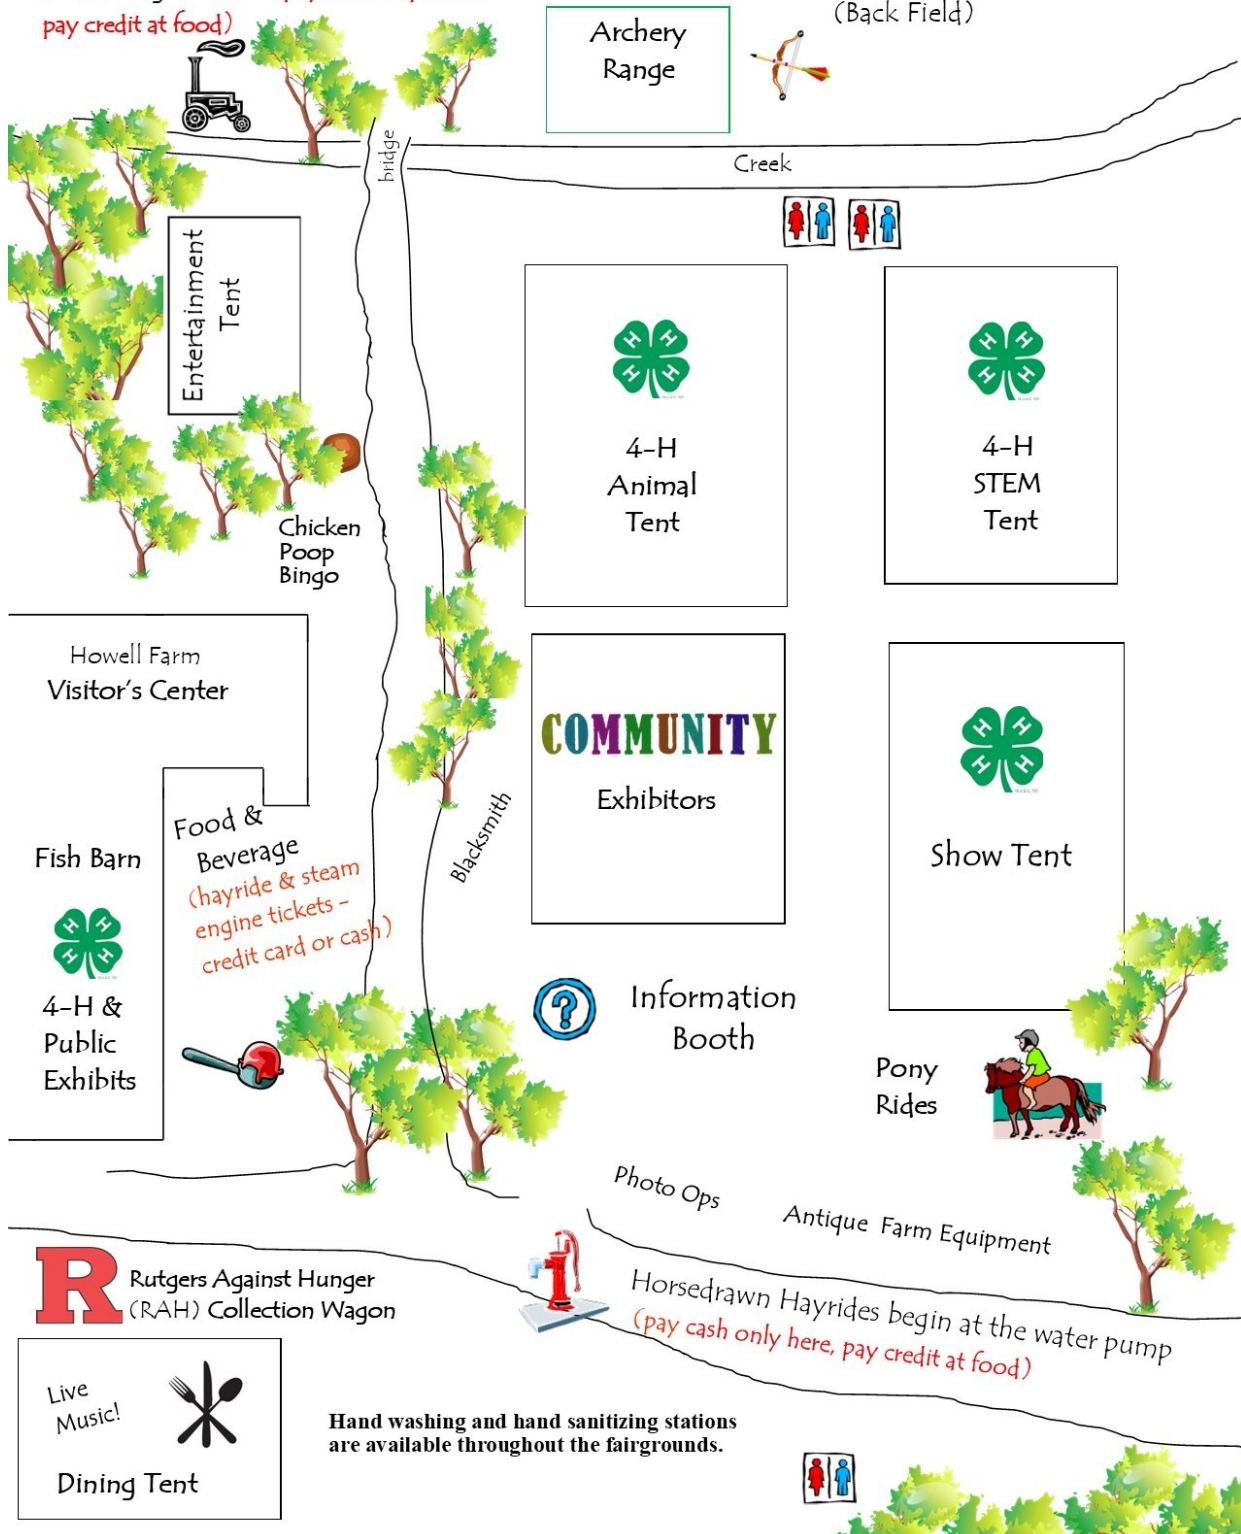 pay credit at food)
(Back Field)
Archery
Range
bridge
Creek
Entertainment
Tent
H H
H H
4-H
Animal
Tent
H H
H H
4-H
STEM
Tent
Chicken
Poop
Bingo
Howell Farm
Visitor's Center
COMMUNITY
Exhibitors
H H
H H
Show Tent
Blacksmith
Food &
Beverage
(hayride & steam
engine tickets -
credit card or cash)
Fish Barn
H H
H H
4-H &
Public
Exhibits
?
Information
Booth
Pony
Rides
Photo Ops
Antique Farm Equipment
R
Rutgers Against Hunger
(RAH) Collection Wagon
Horsedrawn Hayrides begin at the water pump
(pay cash only here, pay credit at food)
Live
Music!
Dining Tent
Hand washing and hand sanitizing stations
are available throughout the fairgrounds.